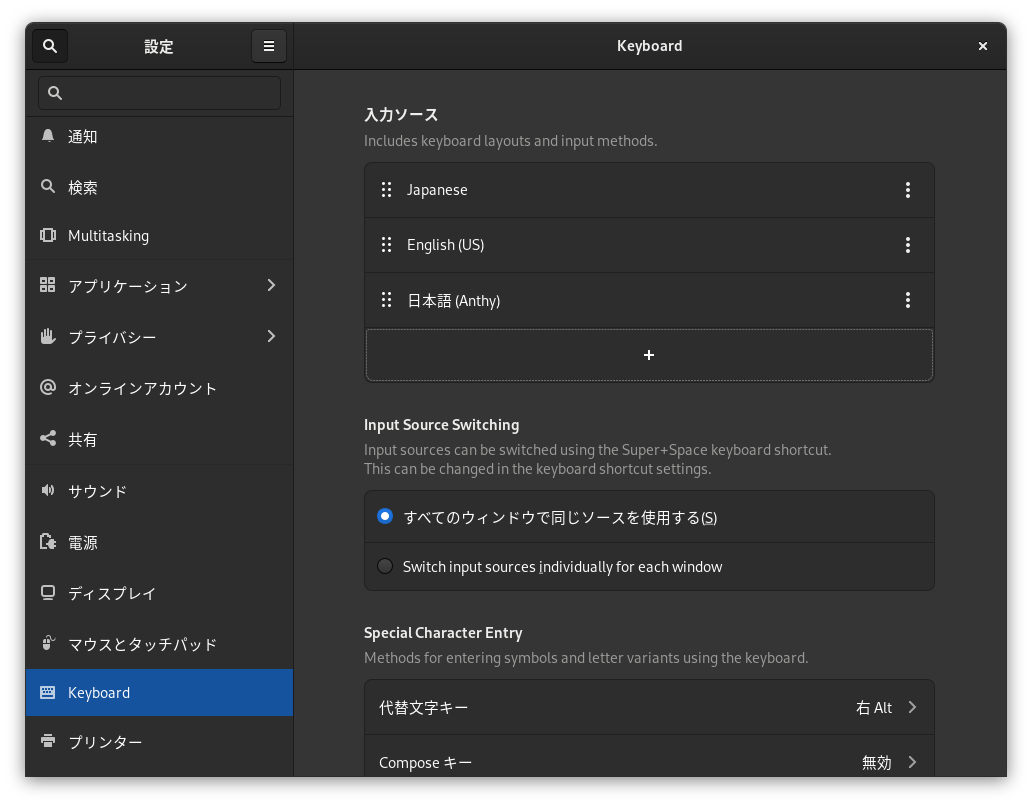 設定
Keyboard
通知
検索
Multitasking
アプリケーション
プライバシー
オンラインアカウント
共有
サウンド
電源
ディスプレイ
マウスとタッチパッド
Keyboard
プリンター
入力ソース
Includes keyboard layouts and input methods.
Japanese
English (US)
日本語 (Anthy)
Input Source Switching
Input sources can be switched using the Super+Space keyboard shortcut.
This can be changed in the keyboard shortcut settings.
すべてのウィンドウで同じソースを使用する(S)
Switch input sources individually for each window
Special Character Entry
Methods for entering symbols and letter variants using the keyboard.
代替文字キー 右 Alt
Compose キー 無効